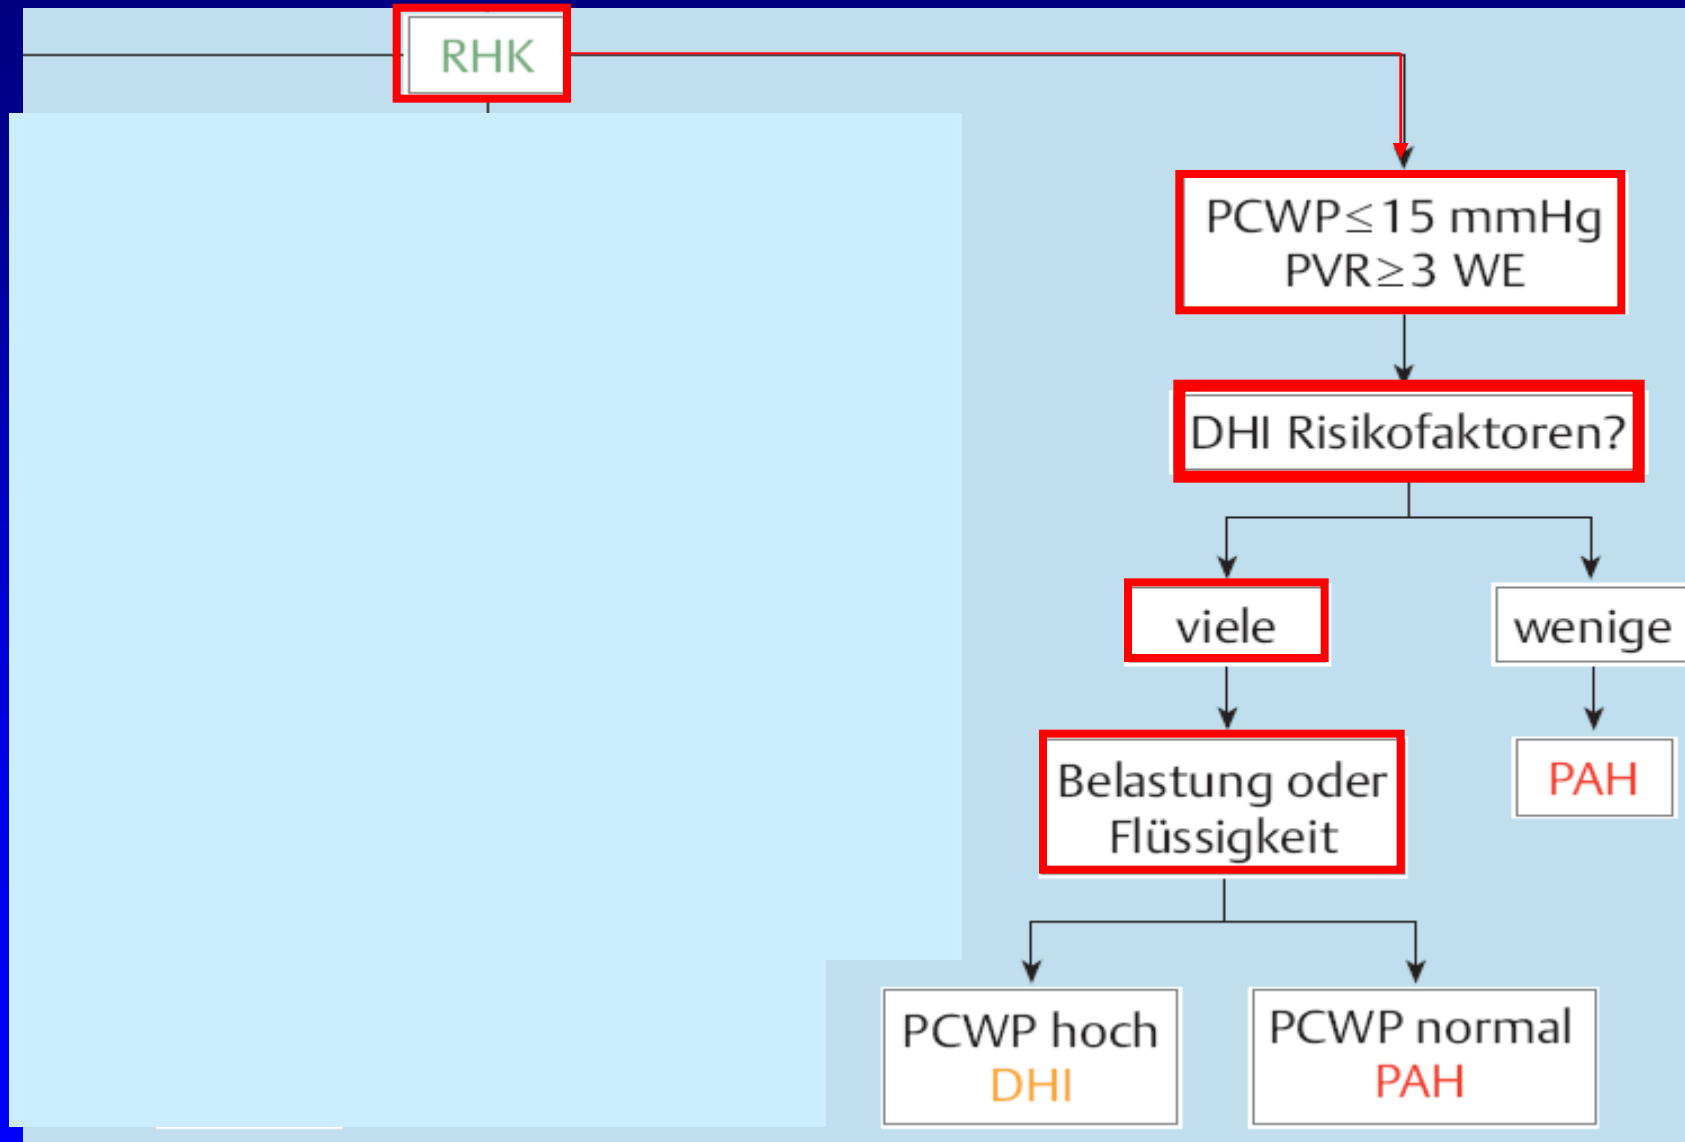 RHK
PCWP≤15 mmHg
PVR≥3 WE
DHI Risikofaktoren?
viele
wenige
Belastung oder
Flüssigkeit
PAH
PCWP hoch
DHI
PCWP normal
PAH